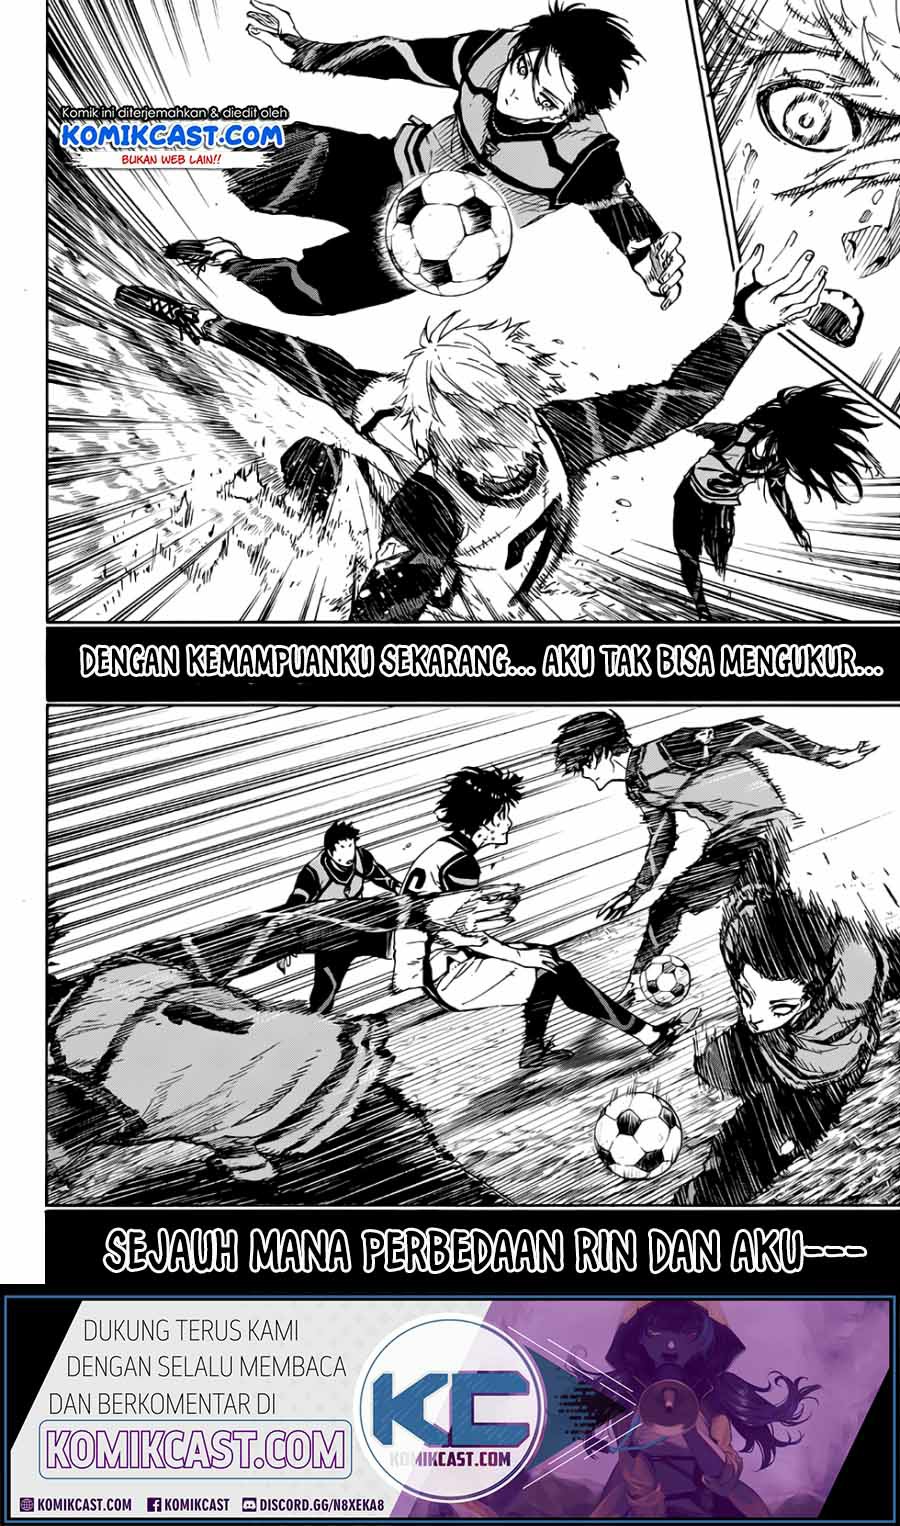 Komik ini diterjemahkan & diedit oleh
KOMIKCAST.COM
BUKAN WEB LAIN!!
DENGAN KEMAMPUANKU SEKARANG... AKU TAK BISA MENGUKUR...
SEJAUH MANA PERBEDAAN RIN DAN AKU---
DUKUNG TERUS KAMI
DENGAN SELALU MEMBACA
DAN BERKOMENTAR DI
KOMIKCAST.COM
KC
KOMIKCAST.COM
KOMIKCAST.COM
KOMIKCAST
DISCORD.GG/N8XEKA8